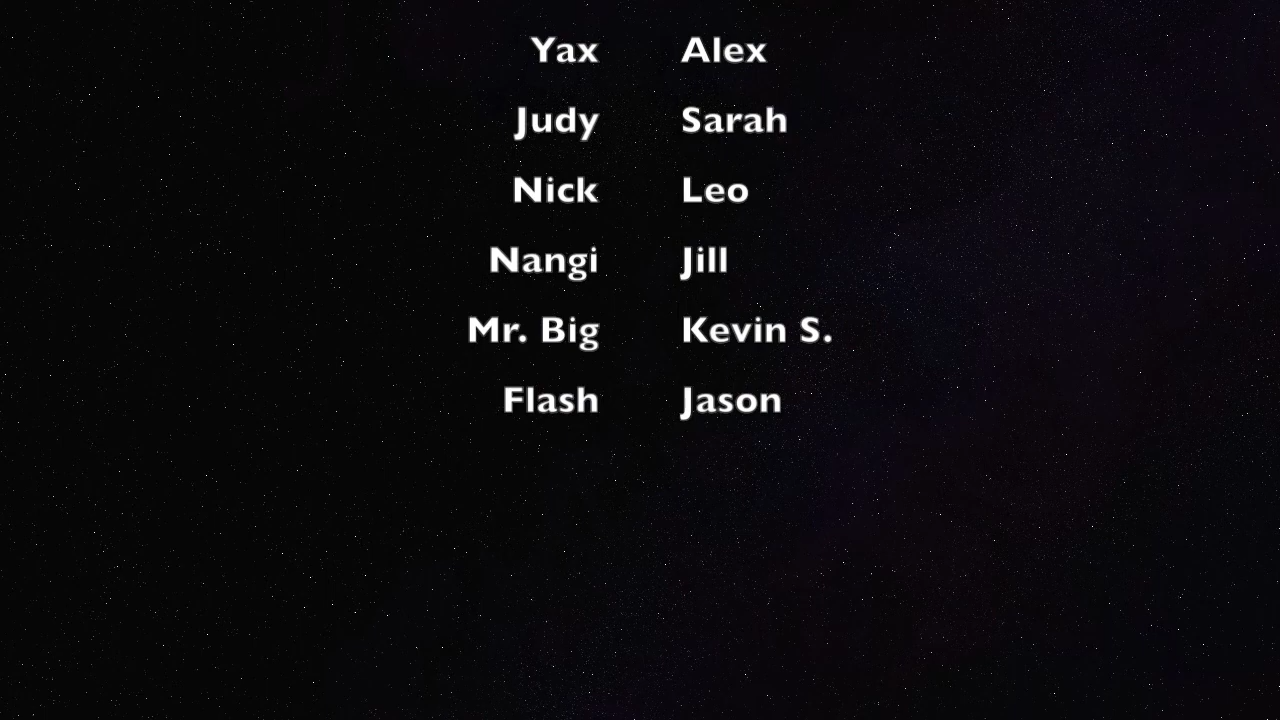 Yax Alex
Judy Sarah
Nick Leo
Nangi Jill
Mr. Big Kevin S.
Flash Jason